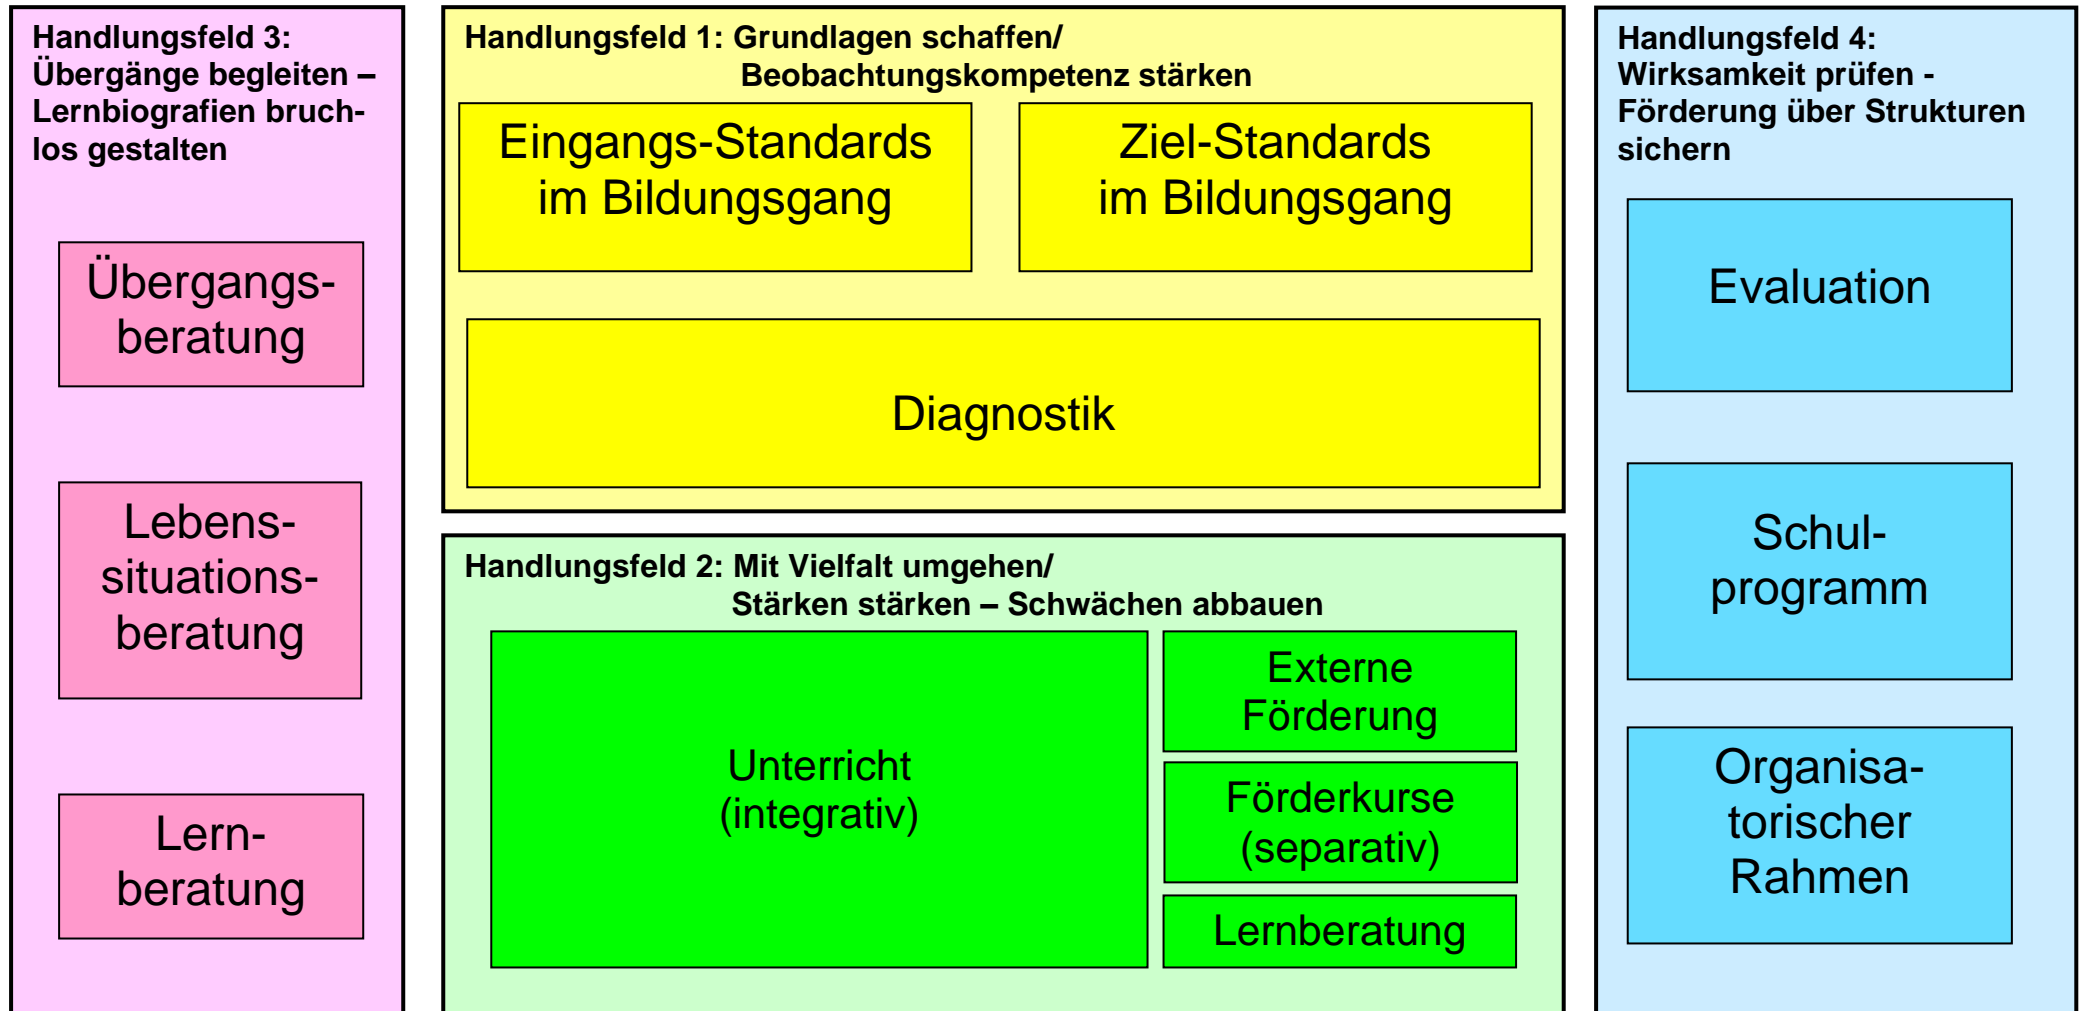 Handlungsfeld 3:
Übergänge begleiten –
Lernbiografien bruch-
los gestalten
Übergangs-
beratung
Lebens-
situations-
beratung
Lern-
beratung
Handlungsfeld 1: Grundlagen schaffen/
Beobachtungskompetenz stärken
Eingangs-Standards
im Bildungsgang
Ziel-Standards
im Bildungsgang
Diagnostik
Handlungsfeld 2: Mit Vielfalt umgehen/
Stärken stärken – Schwächen abbauen
Unterricht
(integrativ)
Externe
Förderung
Förderkurse
(separativ)
Lernberatung
Handlungsfeld 4:
Wirksamkeit prüfen -
Förderung über Strukturen
sichern
Evaluation
Schul-
programm
Organisa-
torischer
Rahmen